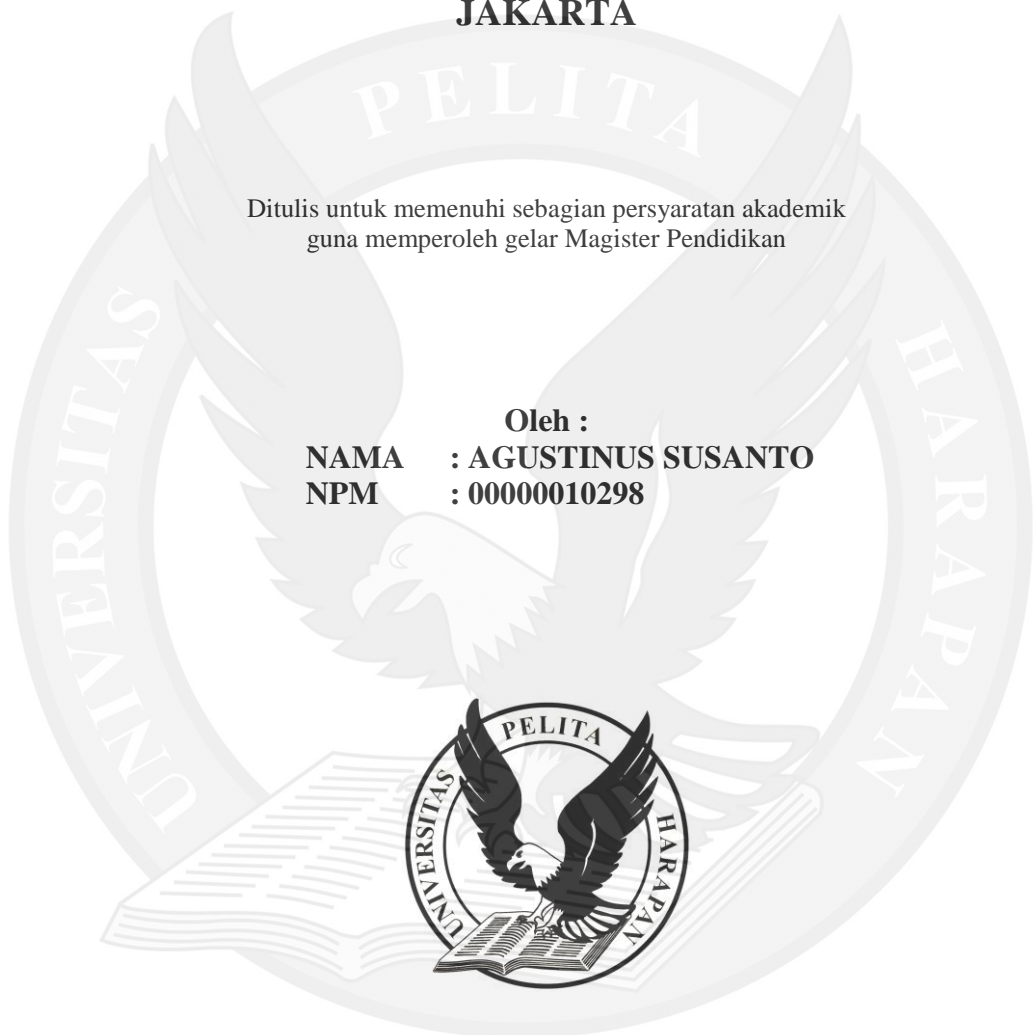 JAKARTA
PELITA
UNIVERSITAS
HARAPAN
Ditulis untuk memenuhi sebagian persyaratan akademik
guna memperoleh gelar Magister Pendidikan
Oleh :
NAMA : AGUSTINUS SUSANTO
NPM : 00000010298
PELITA
UNIVERSITAS
HARAPAN